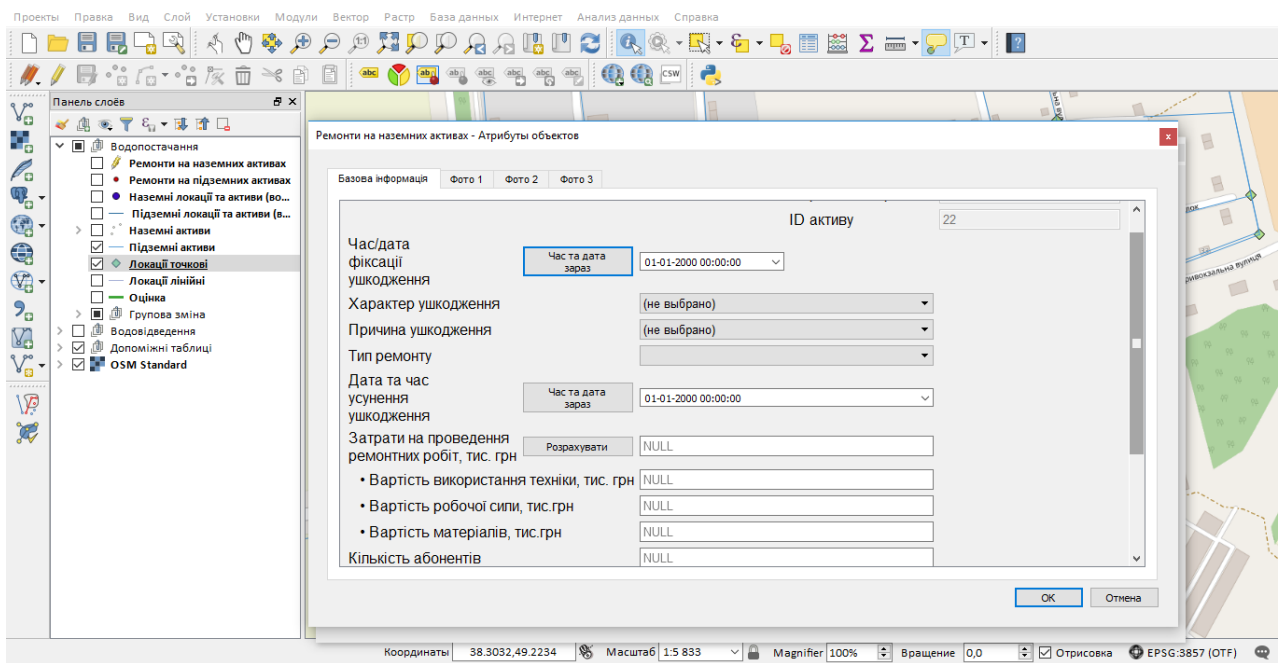 Проекты Правка Вид Слой Установки Модули Вектор Растр База данных Интернет Анализ данных Справка
Панель слоёв
Водопостачання
Ремонти на наземних активах
Ремонти на підземних активах
Наземні локації та активи (во...
Підземні локації та активи (в...
Наземні активи
Підземні активи
Локації точкові
Локації лінійні
Оцінка
Групова зміна
Водовідведення
Допоміжні таблиці
OSM Standard
Ремонти на наземних активах - Атрибуты объектов
Базова інформація Фото 1 Фото 2 Фото 3
ID активу 22
Час/дата
фіксації
ушкодження
Час та дата
зараз
01-01-2000 00:00:00
Характер ушкодження (не выбрано)
Причина ушкодження (не выбрано)
Тип ремонту
Дата та час
усунення
ушкодження
Час та дата
зараз
01-01-2000 00:00:00
Затрати на проведення
ремонтних робіт, тис. грн
Розрахувати NULL
• Вартість використання техніки, тис. грн NULL
• Вартість робочої сили, тис.грн NULL
• Вартість матеріалів, тис.грн NULL
Кількість абонентів NULL
OK Отмена
Координаты 38.3032,49.2234 Масштаб 1:5 833 Magnifier 100% Вращение 0,0 Отрисовка EPSG:3857 (OTF)